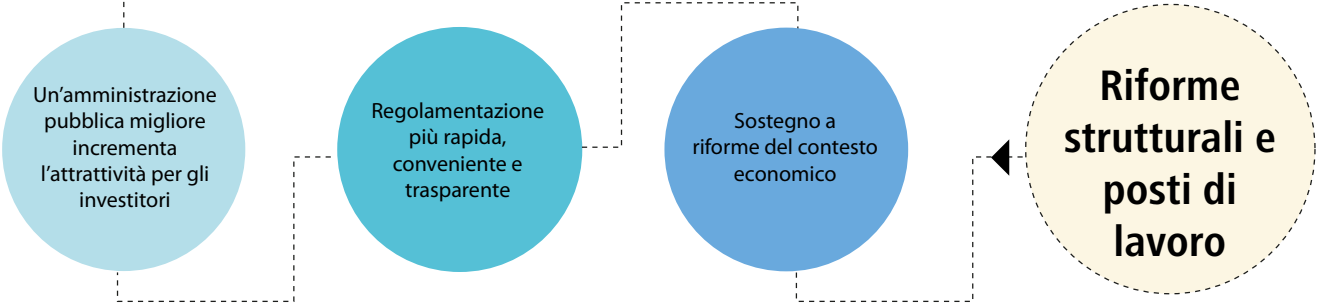 Un’amministrazione
pubblica migliore
incrementa
l’attrattività per gli
investitori
Regolamentazione
più rapida,
conveniente e
trasparente
Sostegno a
riforme del contesto
economico
Riforme
strutturali e
posti di
lavoro